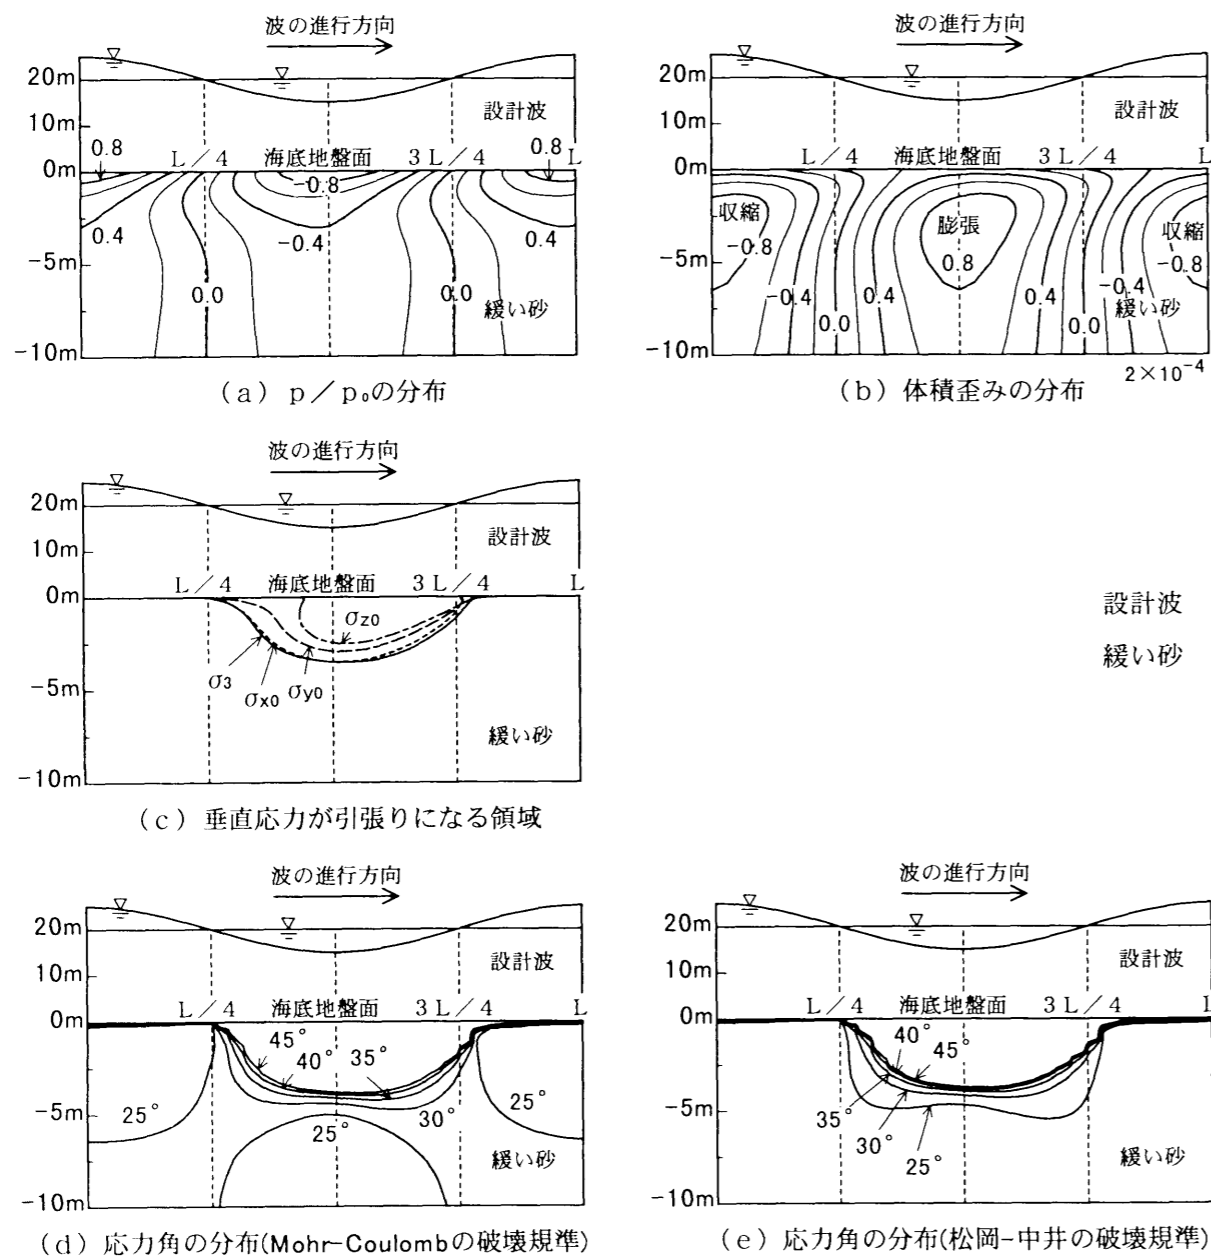 波の進行方向
20m
設計波
10m
0.8 L/4 海底地盤面 3L/4 0.8 L
0m
-0.8
0.4 -0.4 0.4
-5m
0.0 0.0 緩い砂
-10m
(a) p/p₀の分布
波の進行方向
20m
設計波
10m
L/4 海底地盤面 3L/4 L
0m
収縮 膨張 収縮
-0.8 0.8 -0.8
-5m
-0.4 0.4 0.4 -0.4
0.0 0.0 緩い砂
-10m
2×10⁻⁴
(b) 体積歪みの分布
波の進行方向
20m
設計波
10m
L/4 海底地盤面 3L/4 L
0m
σz0
σ3 σx0 σy0
-5m
緩い砂
-10m
(c) 垂直応力が引張りになる領域
設計波
緩い砂
波の進行方向
20m
設計波
10m
L/4 海底地盤面 3L/4 L
0m
45° 40° 35°
25° 30° 25°
-5m
25°
緩い砂
-10m
(d) 応力角の分布(Mohr-Coulombの破壊規準)
波の進行方向
20m
設計波
10m
L/4 海底地盤面 3L/4 L
0m
40° 45°
-5m
35° 30° 25°
緩い砂
-10m
(e) 応力角の分布(松岡-中井の破壊規準)